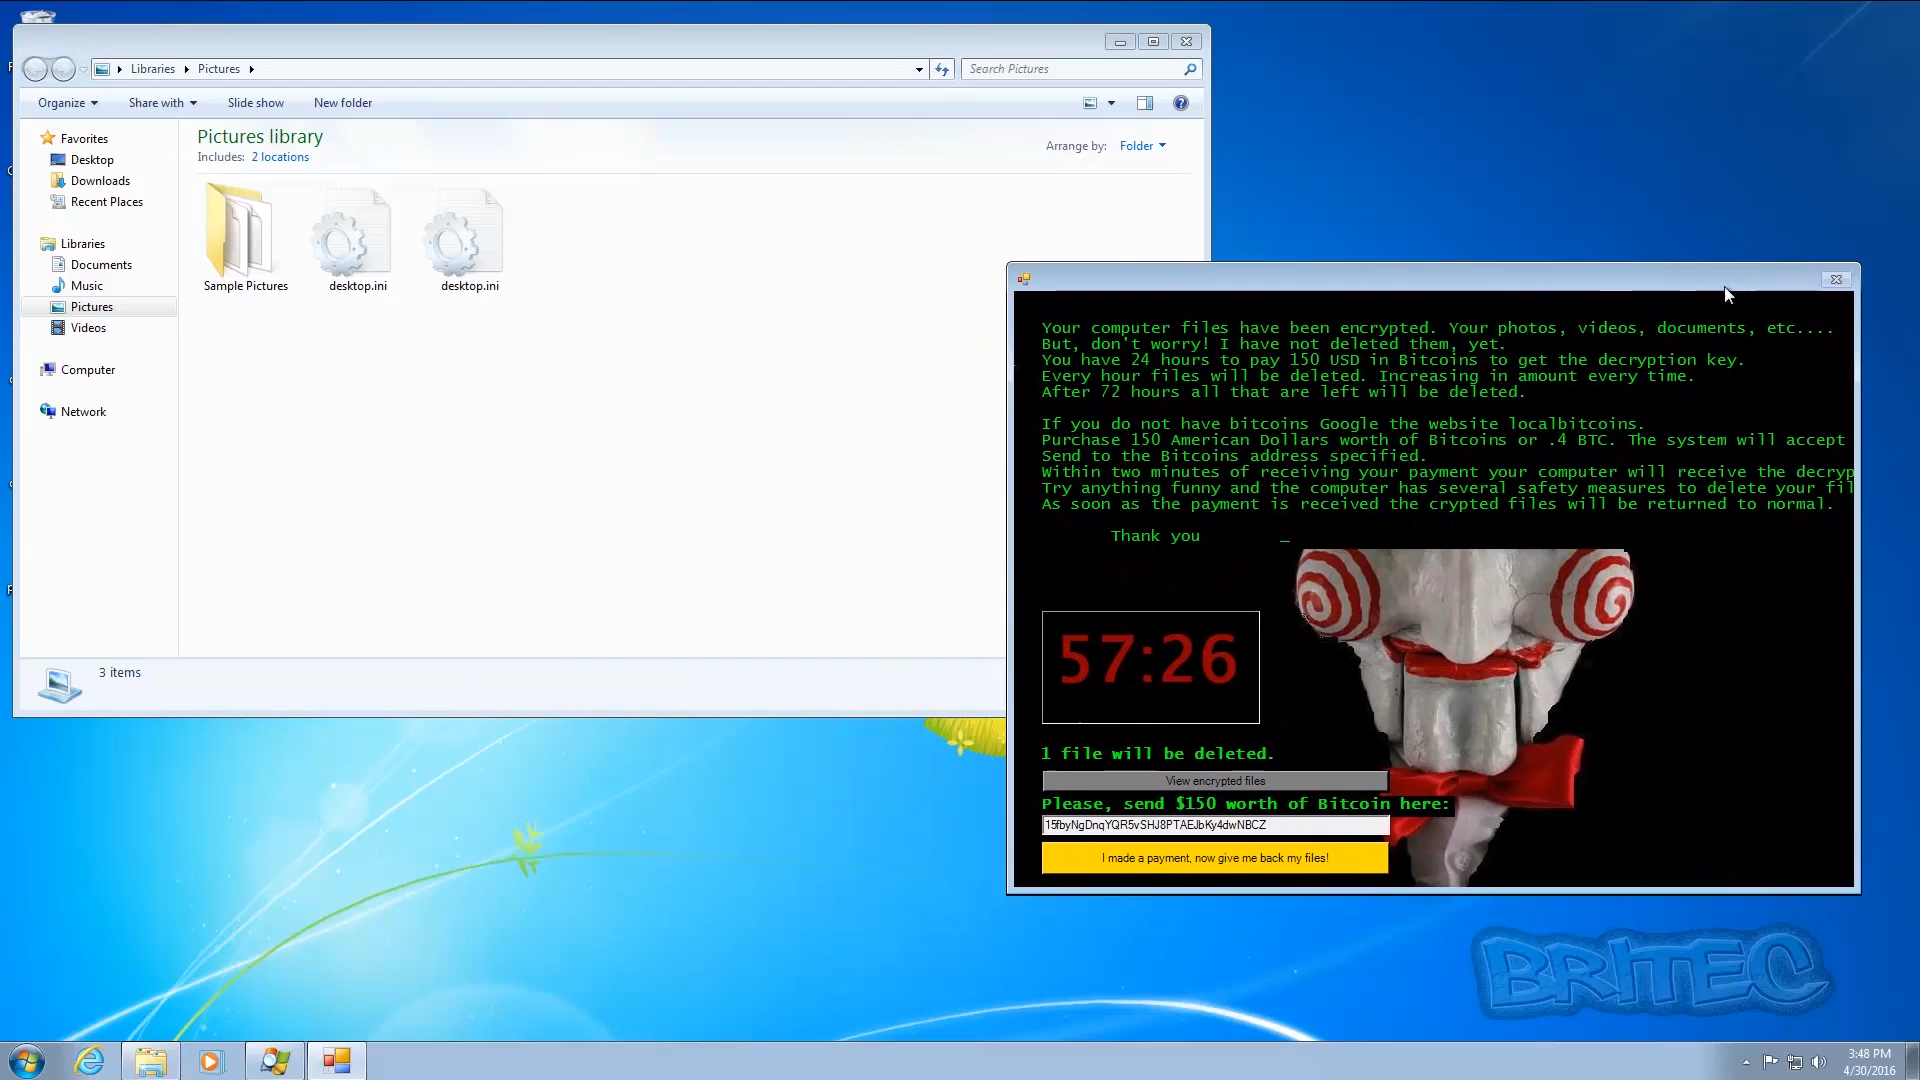 Libraries
Pictures
Search Pictures
Organize
Share with
Slide show
New folder
Favorites
Desktop
Downloads
Recent Places
Libraries
Documents
Music
Pictures
Videos
Computer
Network
Pictures library
Includes: 2 locations
Arrange by: Folder
Sample Pictures
desktop.ini
desktop.ini
3 items
Your computer files have been encrypted. Your photos, videos, documents, etc....
But, don't worry! I have not deleted them, yet.
You have 24 hours to pay 150 USD in Bitcoins to get the decryption key.
Every hour files will be deleted. Increasing in amount every time.
After 72 hours all that are left will be deleted.
If you do not have bitcoins Google the website localbitcoins.
Purchase 150 American Dollars worth of Bitcoins or .4 BTC. The system will accept
Send to the Bitcoins address specified.
Within two minutes of receiving your payment your computer will receive the decryp
Try anything funny and the computer has several safety measures to delete your fil
As soon as the payment is received the crypted files will be returned to normal.
Thank you _
57:26
1 file will be deleted.
View encrypted files
Please, send $150 worth of Bitcoin here:
15fbyNgDnqYQR5vSHJ8PTAEJbKy4dwNBCZ
I made a payment, now give me back my files!
BRITEC
3:48 PM
4/30/2016